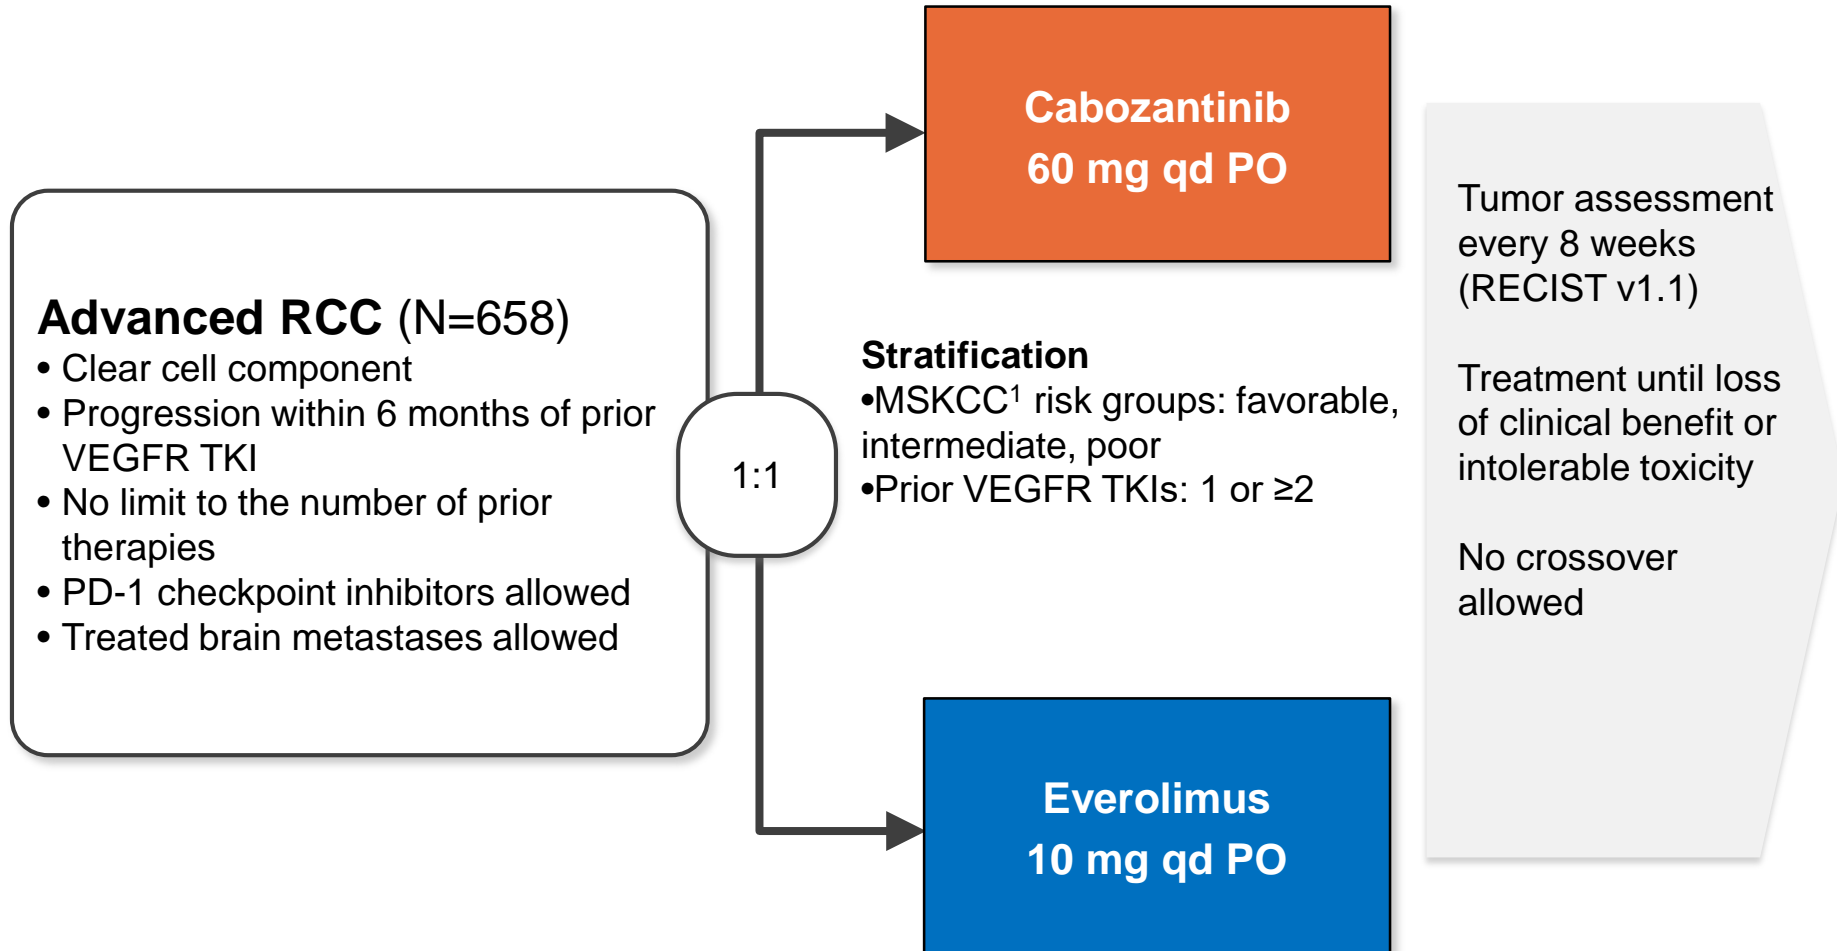 Advanced RCC (N=658)
• Clear cell component
• Progression within 6 months of prior
VEGFR TKI
• No limit to the number of prior
therapies
• PD-1 checkpoint inhibitors allowed
• Treated brain metastases allowed
1:1
Cabozantinib
60 mg qd PO
Stratification
•MSKCC¹ risk groups: favorable,
intermediate, poor
•Prior VEGFR TKIs: 1 or ≥2
Everolimus
10 mg qd PO
Tumor assessment
every 8 weeks
(RECIST v1.1)
Treatment until loss
of clinical benefit or
intolerable toxicity
No crossover
allowed